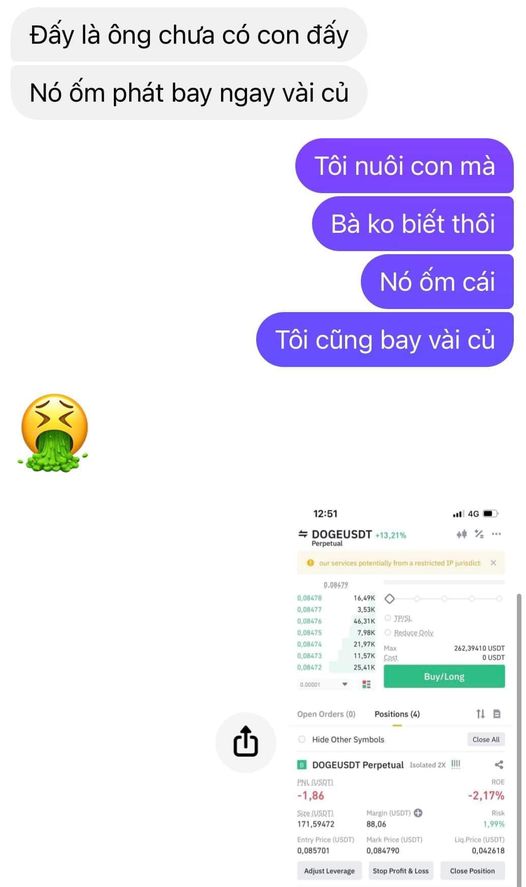 Đấy là ông chưa có con đấy
Nó ốm phát bay ngay vài củ
Tôi nuôi con mà
Bà ko biết thôi
Nó ốm cái
Tôi cũng bay vài củ
12:51
4G
DOGEUSDT +13,21%
Perpetual
our services potentially from a restricted IP jurisdict
0,08479
0,08478 16,49K
0,08477 3,53K
0,08476 46,31K
0,08475 7,98K
0,08474 21,97K
0,08473 11,57K
0,08472 25,41K
0.00001
TP/SL
Reduce Only
Max 262,39410 USDT
Cost 0 USDT
Buy/Long
Open Orders (0) Positions (4)
Hide Other Symbols Close All
B DOGEUSDT Perpetual Isolated 2X
PNL (USDT) ROE
-1,86 -2,17%
Size (USDT) Margin (USDT) Risk
171,59472 88,06 1,99%
Entry Price (USDT) Mark Price (USDT) Liq.Price (USDT)
0,085701 0,084790 0,042618
Adjust Leverage Stop Profit & Loss Close Position